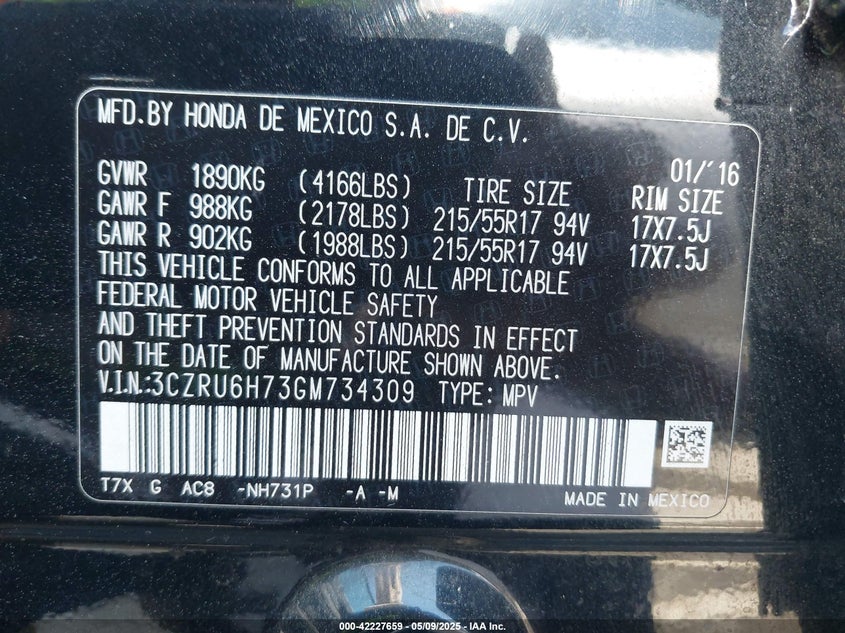 MFD.BY HONDA DE MEXICO S.A. DE C.V.
01/'16
GVWR 1890KG (4166LBS) TIRE SIZE RIM SIZE
GAWR F 988KG (2178LBS) 215/55R17 94V 17X7.5J
GAWR R 902KG (1988LBS) 215/55R17 94V 17X7.5J
THIS VEHICLE CONFORMS TO ALL APPLICABLE
FEDERAL MOTOR VEHICLE SAFETY
AND THEFT PREVENTION STANDARDS IN EFFECT
ON THE DATE OF MANUFACTURE SHOWN ABOVE.
V.I.N.:3CZRU6H73GM734309 TYPE:MPV
T7X G AC8 -NH731P -A -M MADE IN MEXICO
000-42227659 — 05/09/2025 — IAA Inc.